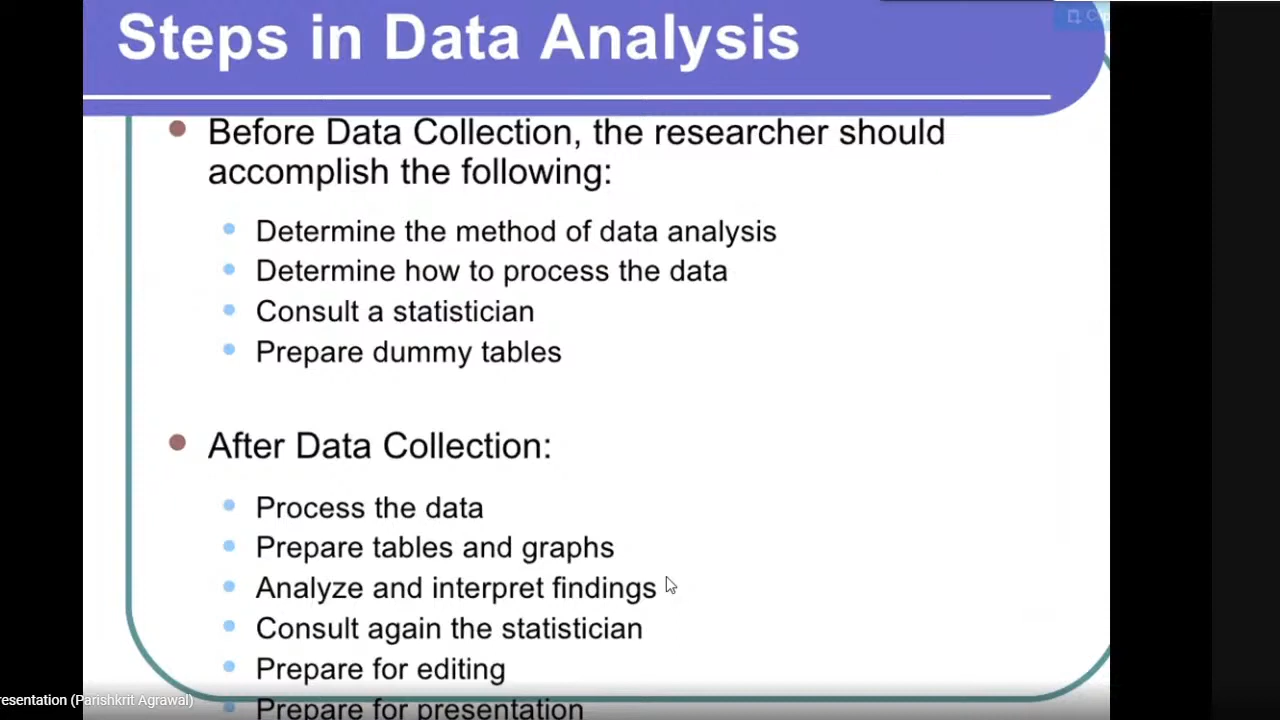 Steps in Data Analysis
Before Data Collection, the researcher should
accomplish the following:
Determine the method of data analysis
Determine how to process the data
Consult a statistician
Prepare dummy tables
After Data Collection:
Process the data
Prepare tables and graphs
Analyze and interpret findings
Consult again the statistician
Prepare for editing
resentation (Parishkrit Agrawal)
Prepare for presentation